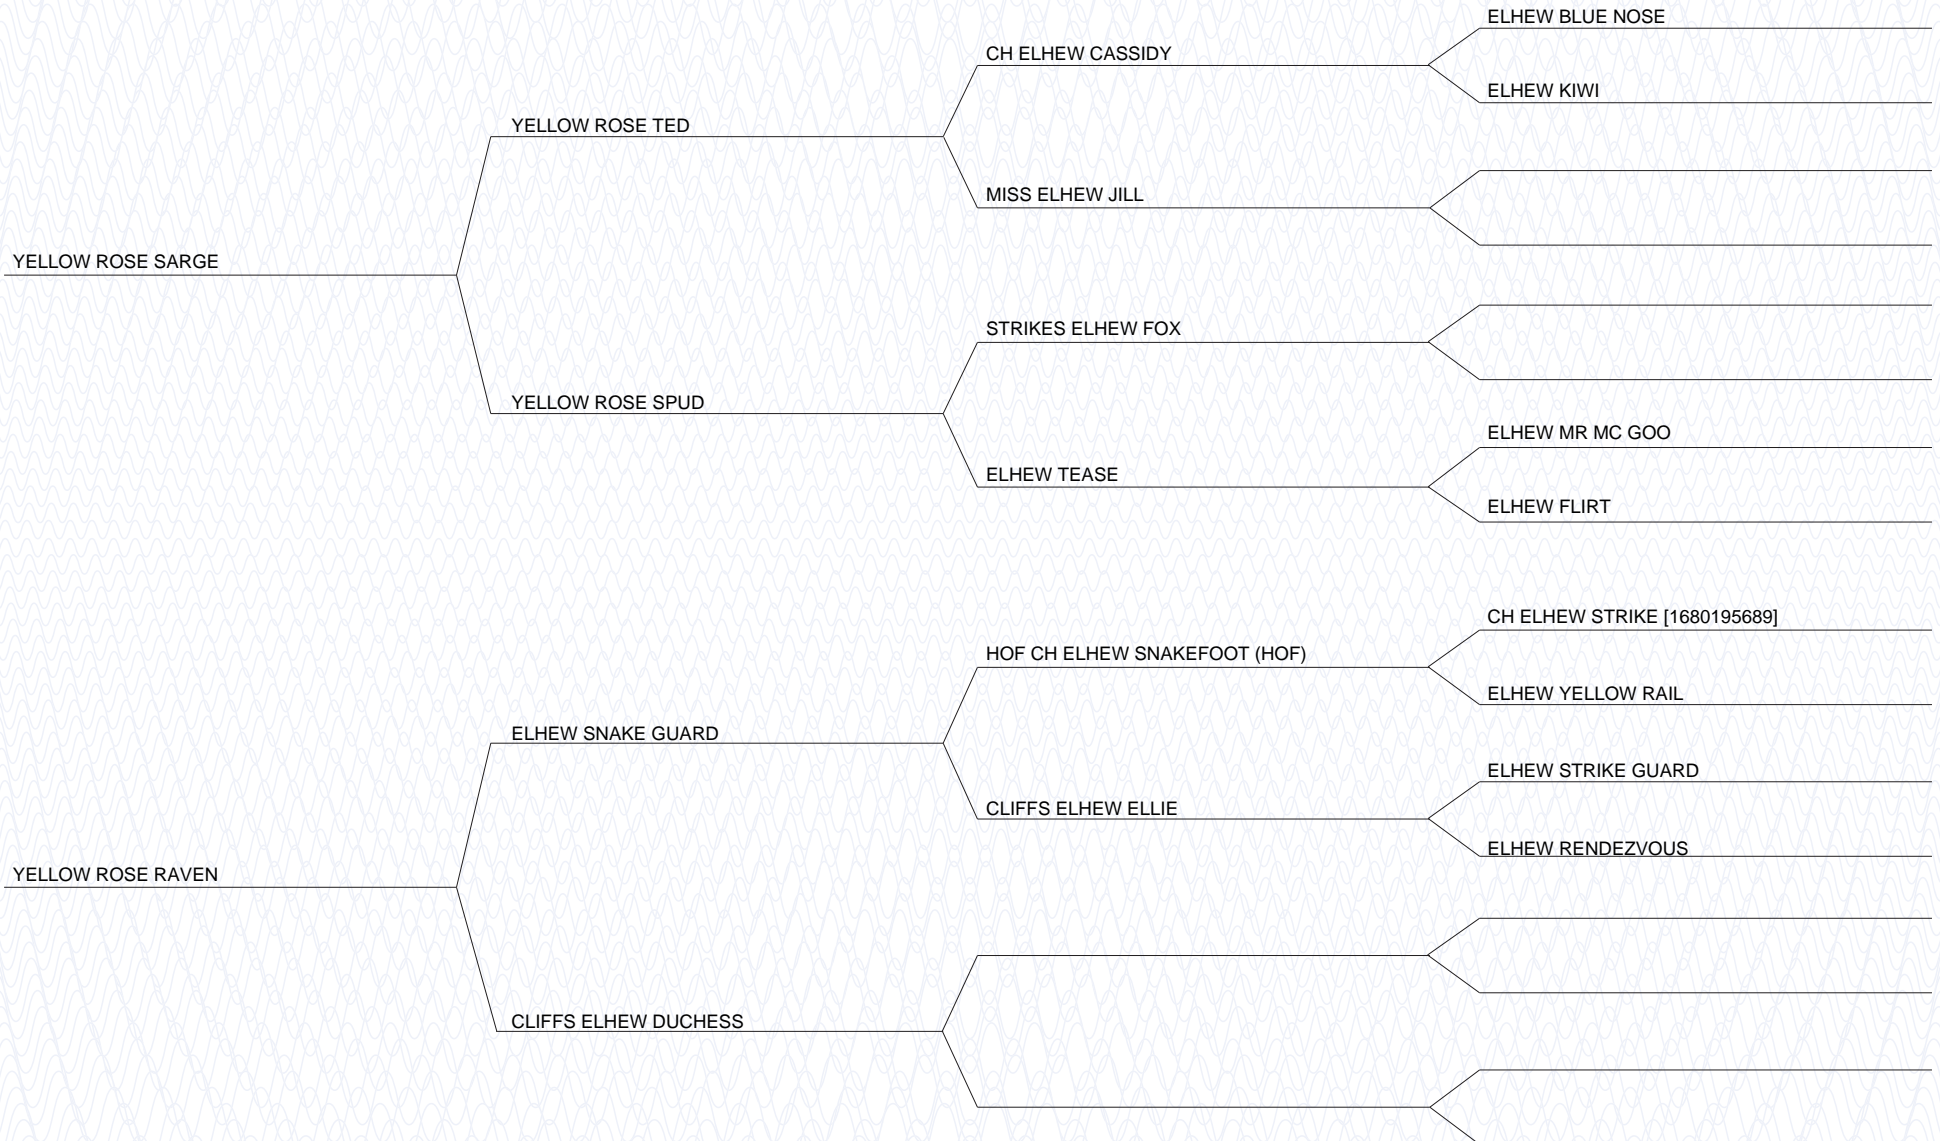 ELHEW BLUE NOSE
CH ELHEW CASSIDY
ELHEW KIWI
YELLOW ROSE TED
MISS ELHEW JILL
YELLOW ROSE SARGE
STRIKES ELHEW FOX
YELLOW ROSE SPUD
ELHEW MR MC GOO
ELHEW TEASE
ELHEW FLIRT
CH ELHEW STRIKE [1680195689]
HOF CH ELHEW SNAKEFOOT (HOF)
ELHEW YELLOW RAIL
ELHEW SNAKE GUARD
ELHEW STRIKE GUARD
CLIFFS ELHEW ELLIE
ELHEW RENDEZVOUS
YELLOW ROSE RAVEN
CLIFFS ELHEW DUCHESS